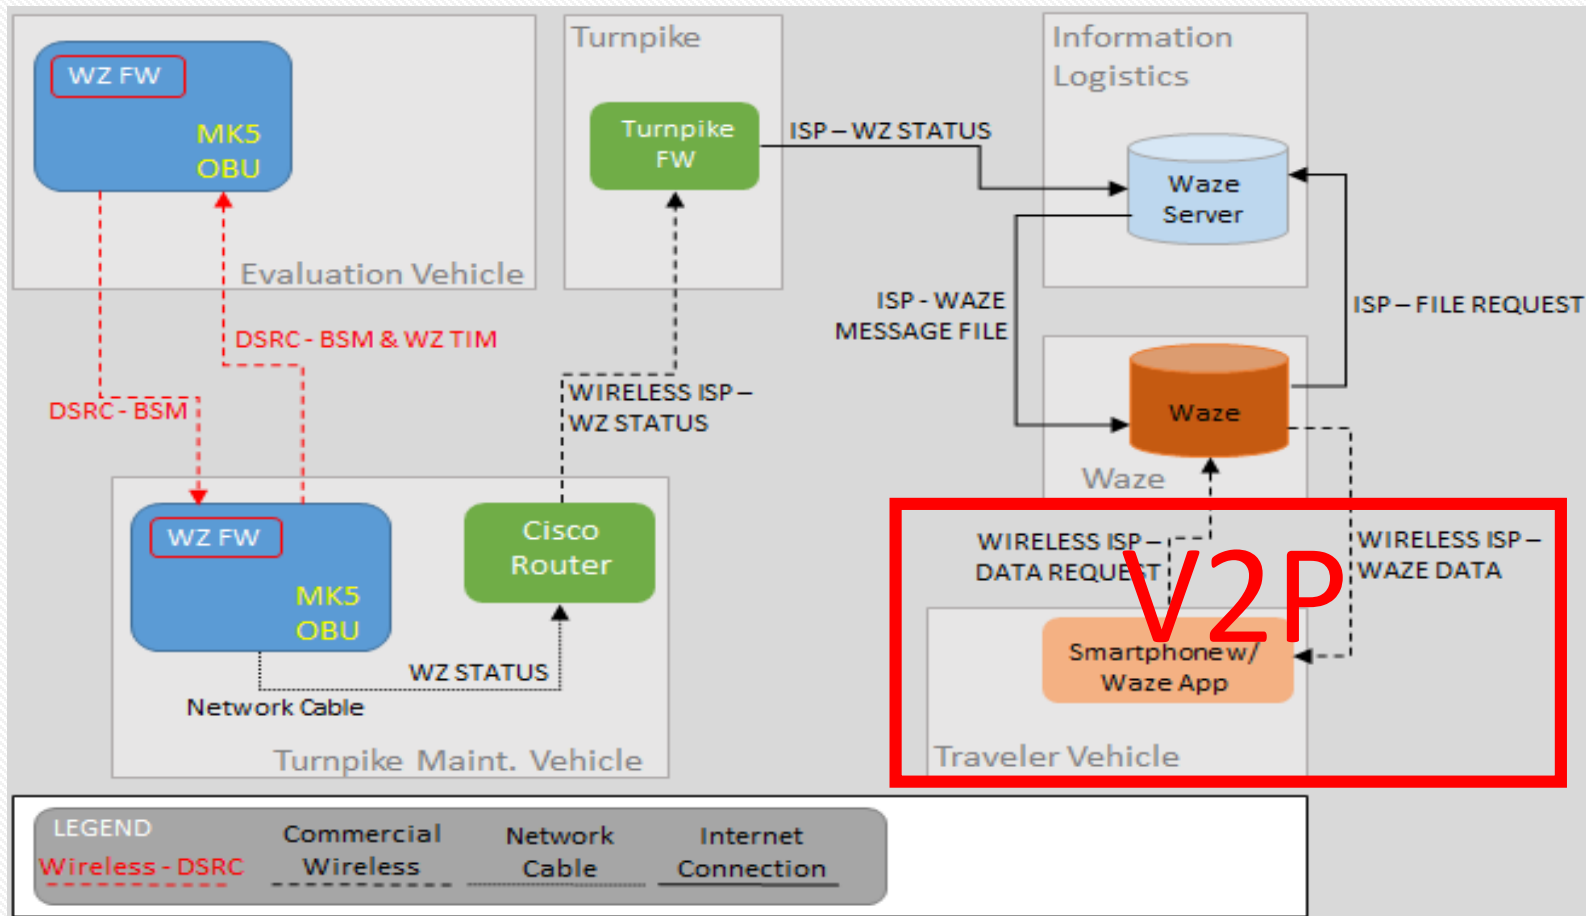 WZ FW
MK5
OBU
Evaluation Vehicle
Turnpike
Turnpike
FW
ISP – WZ STATUS
Information
Logistics
Waze
Server
ISP - WAZE
MESSAGE FILE
ISP – FILE REQUEST
DSRC - BSM & WZ TIM
DSRC - BSM
WIRELESS ISP –
WZ STATUS
Waze
Waze
WZ FW
MK5
OBU
Cisco
Router
WZ STATUS
Network Cable
Turnpike Maint. Vehicle
WIRELESS ISP –
DATA REQUEST
V2P
WIRELESS ISP –
WAZE DATA
Smartphone w/
Waze App
Traveler Vehicle
LEGEND
Wireless - DSRC
Commercial
Wireless
Network
Cable
Internet
Connection